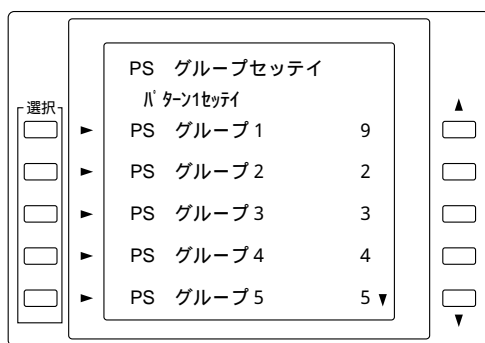 PS グループセッテイ
パターン1セッテイ
選択
▲
► PS グループ1 9
► PS グループ2 2
► PS グループ3 3
► PS グループ4 4
► PS グループ5 5 ▼
▼